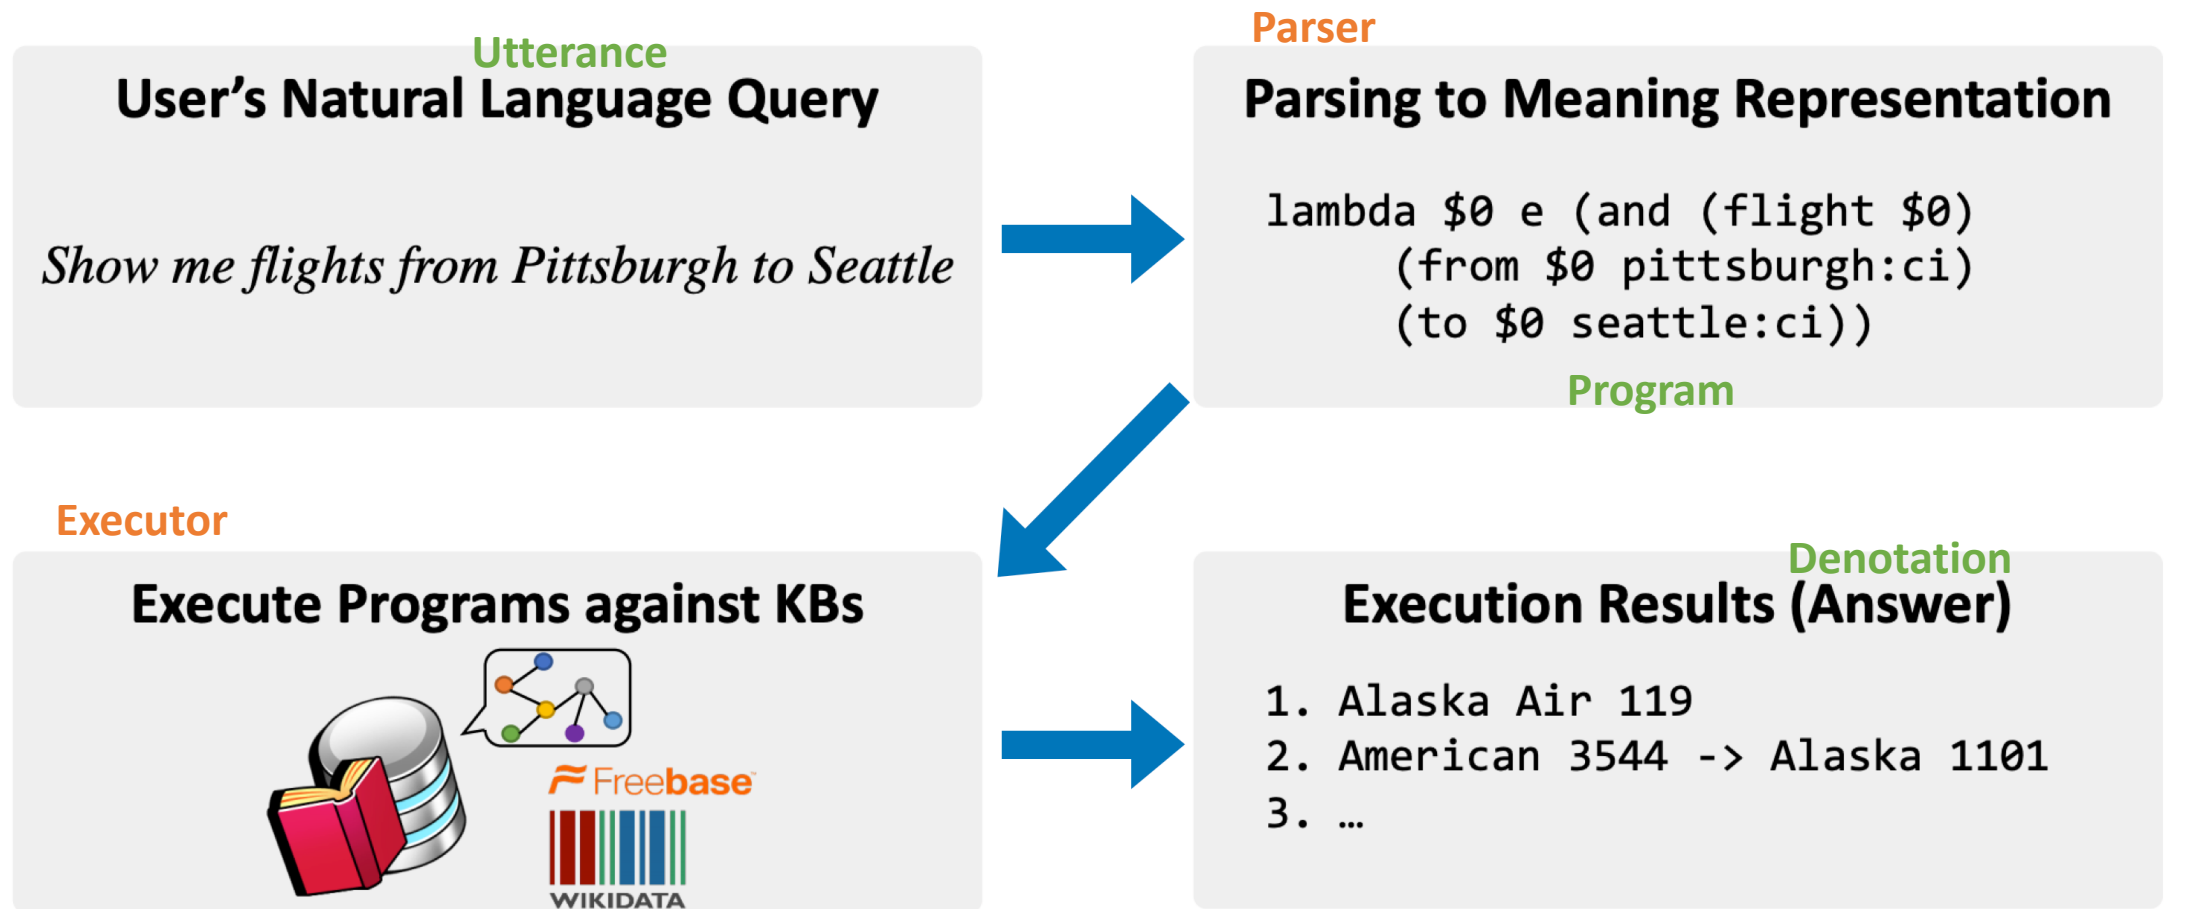 Utterance
User's Natural Language Query
Show me flights from Pittsburgh to Seattle
Parser
Parsing to Meaning Representation
lambda $0 e (and (flight $0)
(from $0 pittsburgh:ci)
(to $0 seattle:ci))
Program
Executor
Execute Programs against KBs
Freebase
WIKIDATA
Denotation
Execution Results (Answer)
1. Alaska Air 119
2. American 3544 -> Alaska 1101
3. …